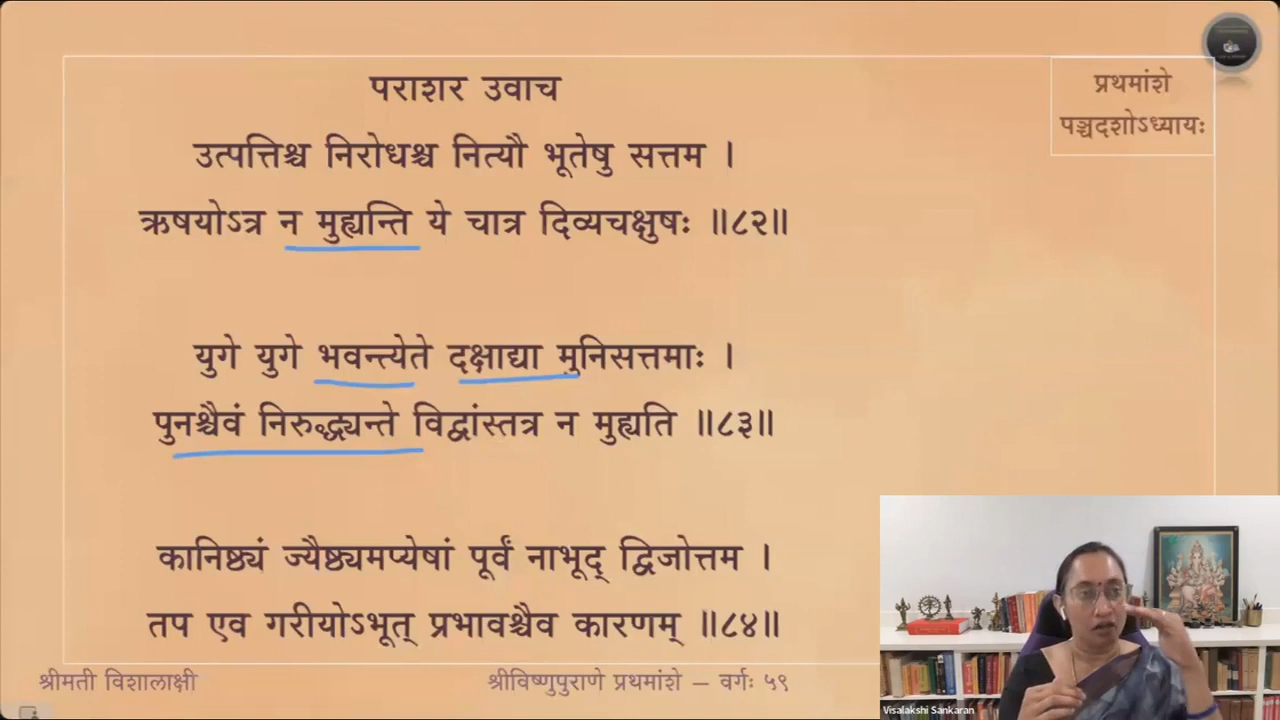 पराशर उवाच
प्रथमांशे
पञ्चदशोऽध्यायः
उत्पत्तिश्च निरोधश्च नित्यौ भूतेषु सत्तम ।
ऋषयोऽत्र न मुह्यन्ति ये चात्र दिव्यचक्षुषः ॥८२॥
युगे युगे भवन्त्येते दक्षाद्या मुनिसत्तमाः ।
पुनश्चैवं निरुद्ध्यन्ते विद्वांस्तत्र न मुह्यति ॥८३॥
कानिष्ठ्यं ज्यैष्ठ्यमप्येषां पूर्वं नाभूद् द्विजोत्तम ।
तप एव गरीयोऽभूत् प्रभावश्चैव कारणम् ॥८४॥
श्रीमती विशालाक्षी
श्रीविष्णुपुराणे प्रथमांशे – वर्गः ५९
Visalakshi Sankaran